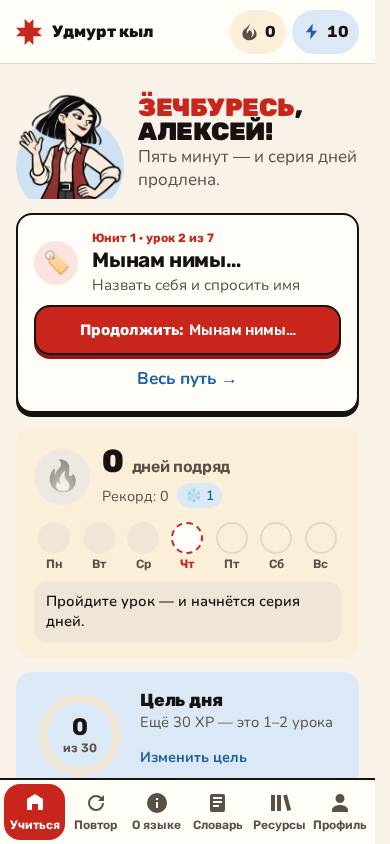 Удмурт кыл
0
10
ӞЕЧБУРЕСЬ,
АЛЕКСЕЙ!
Пять минут — и серия дней
продлена.
Юнит 1 • урок 2 из 7
Мынам нимы...
Назвать себя и спросить имя
Продолжить: Мынам нимы...
Весь путь →
0 дней подряд
Рекорд: 0
1
Пн Вт Ср Чт Пт Сб Вс
Пройдите урок — и начнётся серия
дней.
Цель дня
Ещё 30 XP — это 1–2 урока
0
из 30
Изменить цель
Учиться Повтор О языке Словарь Ресурсы Профиль